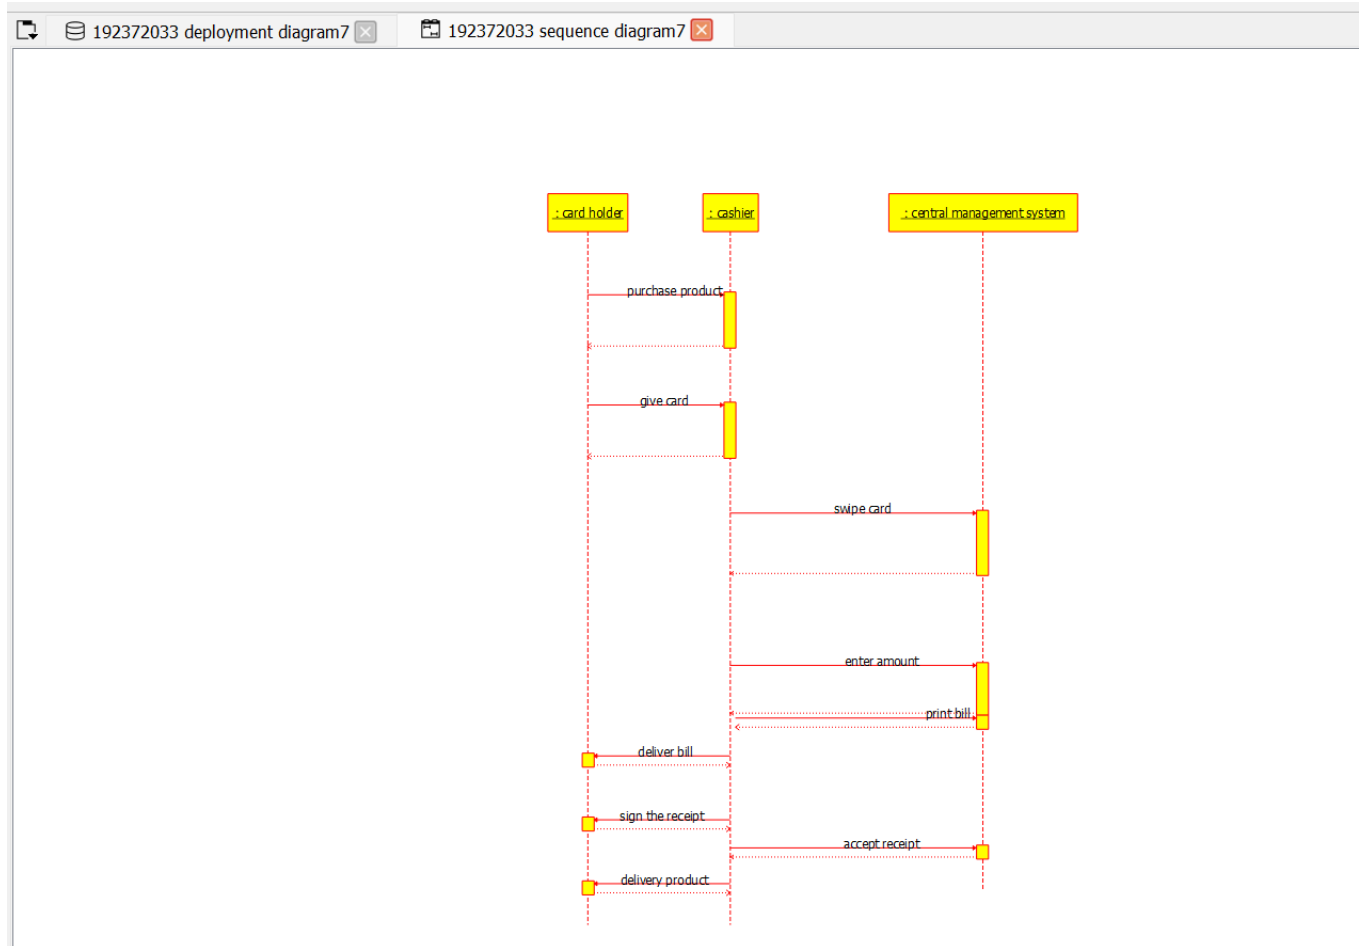 192372033 deployment diagram7
192372033 sequence diagram7
: card holder
: cashier
: central management system
purchase product
give card
swipe card
enter amount
print bill
deliver bill
sign the receipt
accept receipt
delivery product